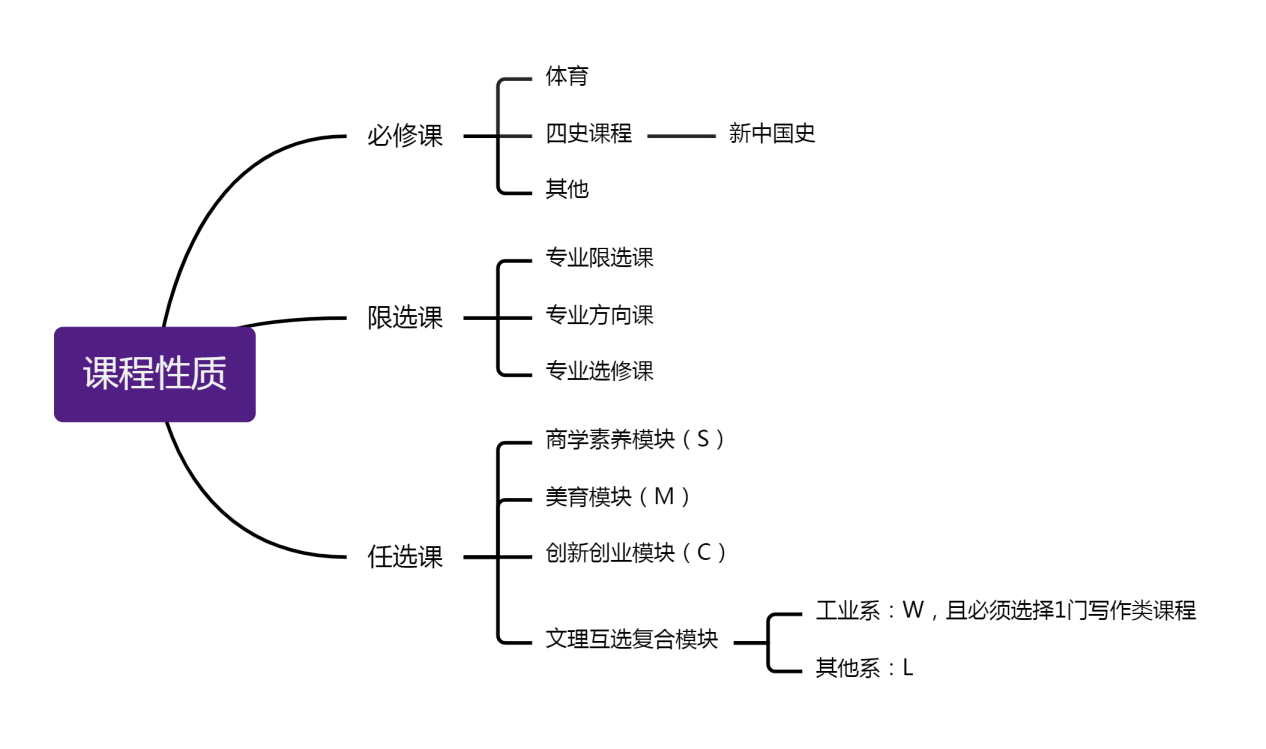 课程性质
必修课
体育
四史课程
新中国史
其他
限选课
专业限选课
专业方向课
专业选修课
任选课
商学素养模块（S）
美育模块（M）
创新创业模块（C）
文理互选复合模块
工业系：W，且必须选择1门写作类课程
其他系：L